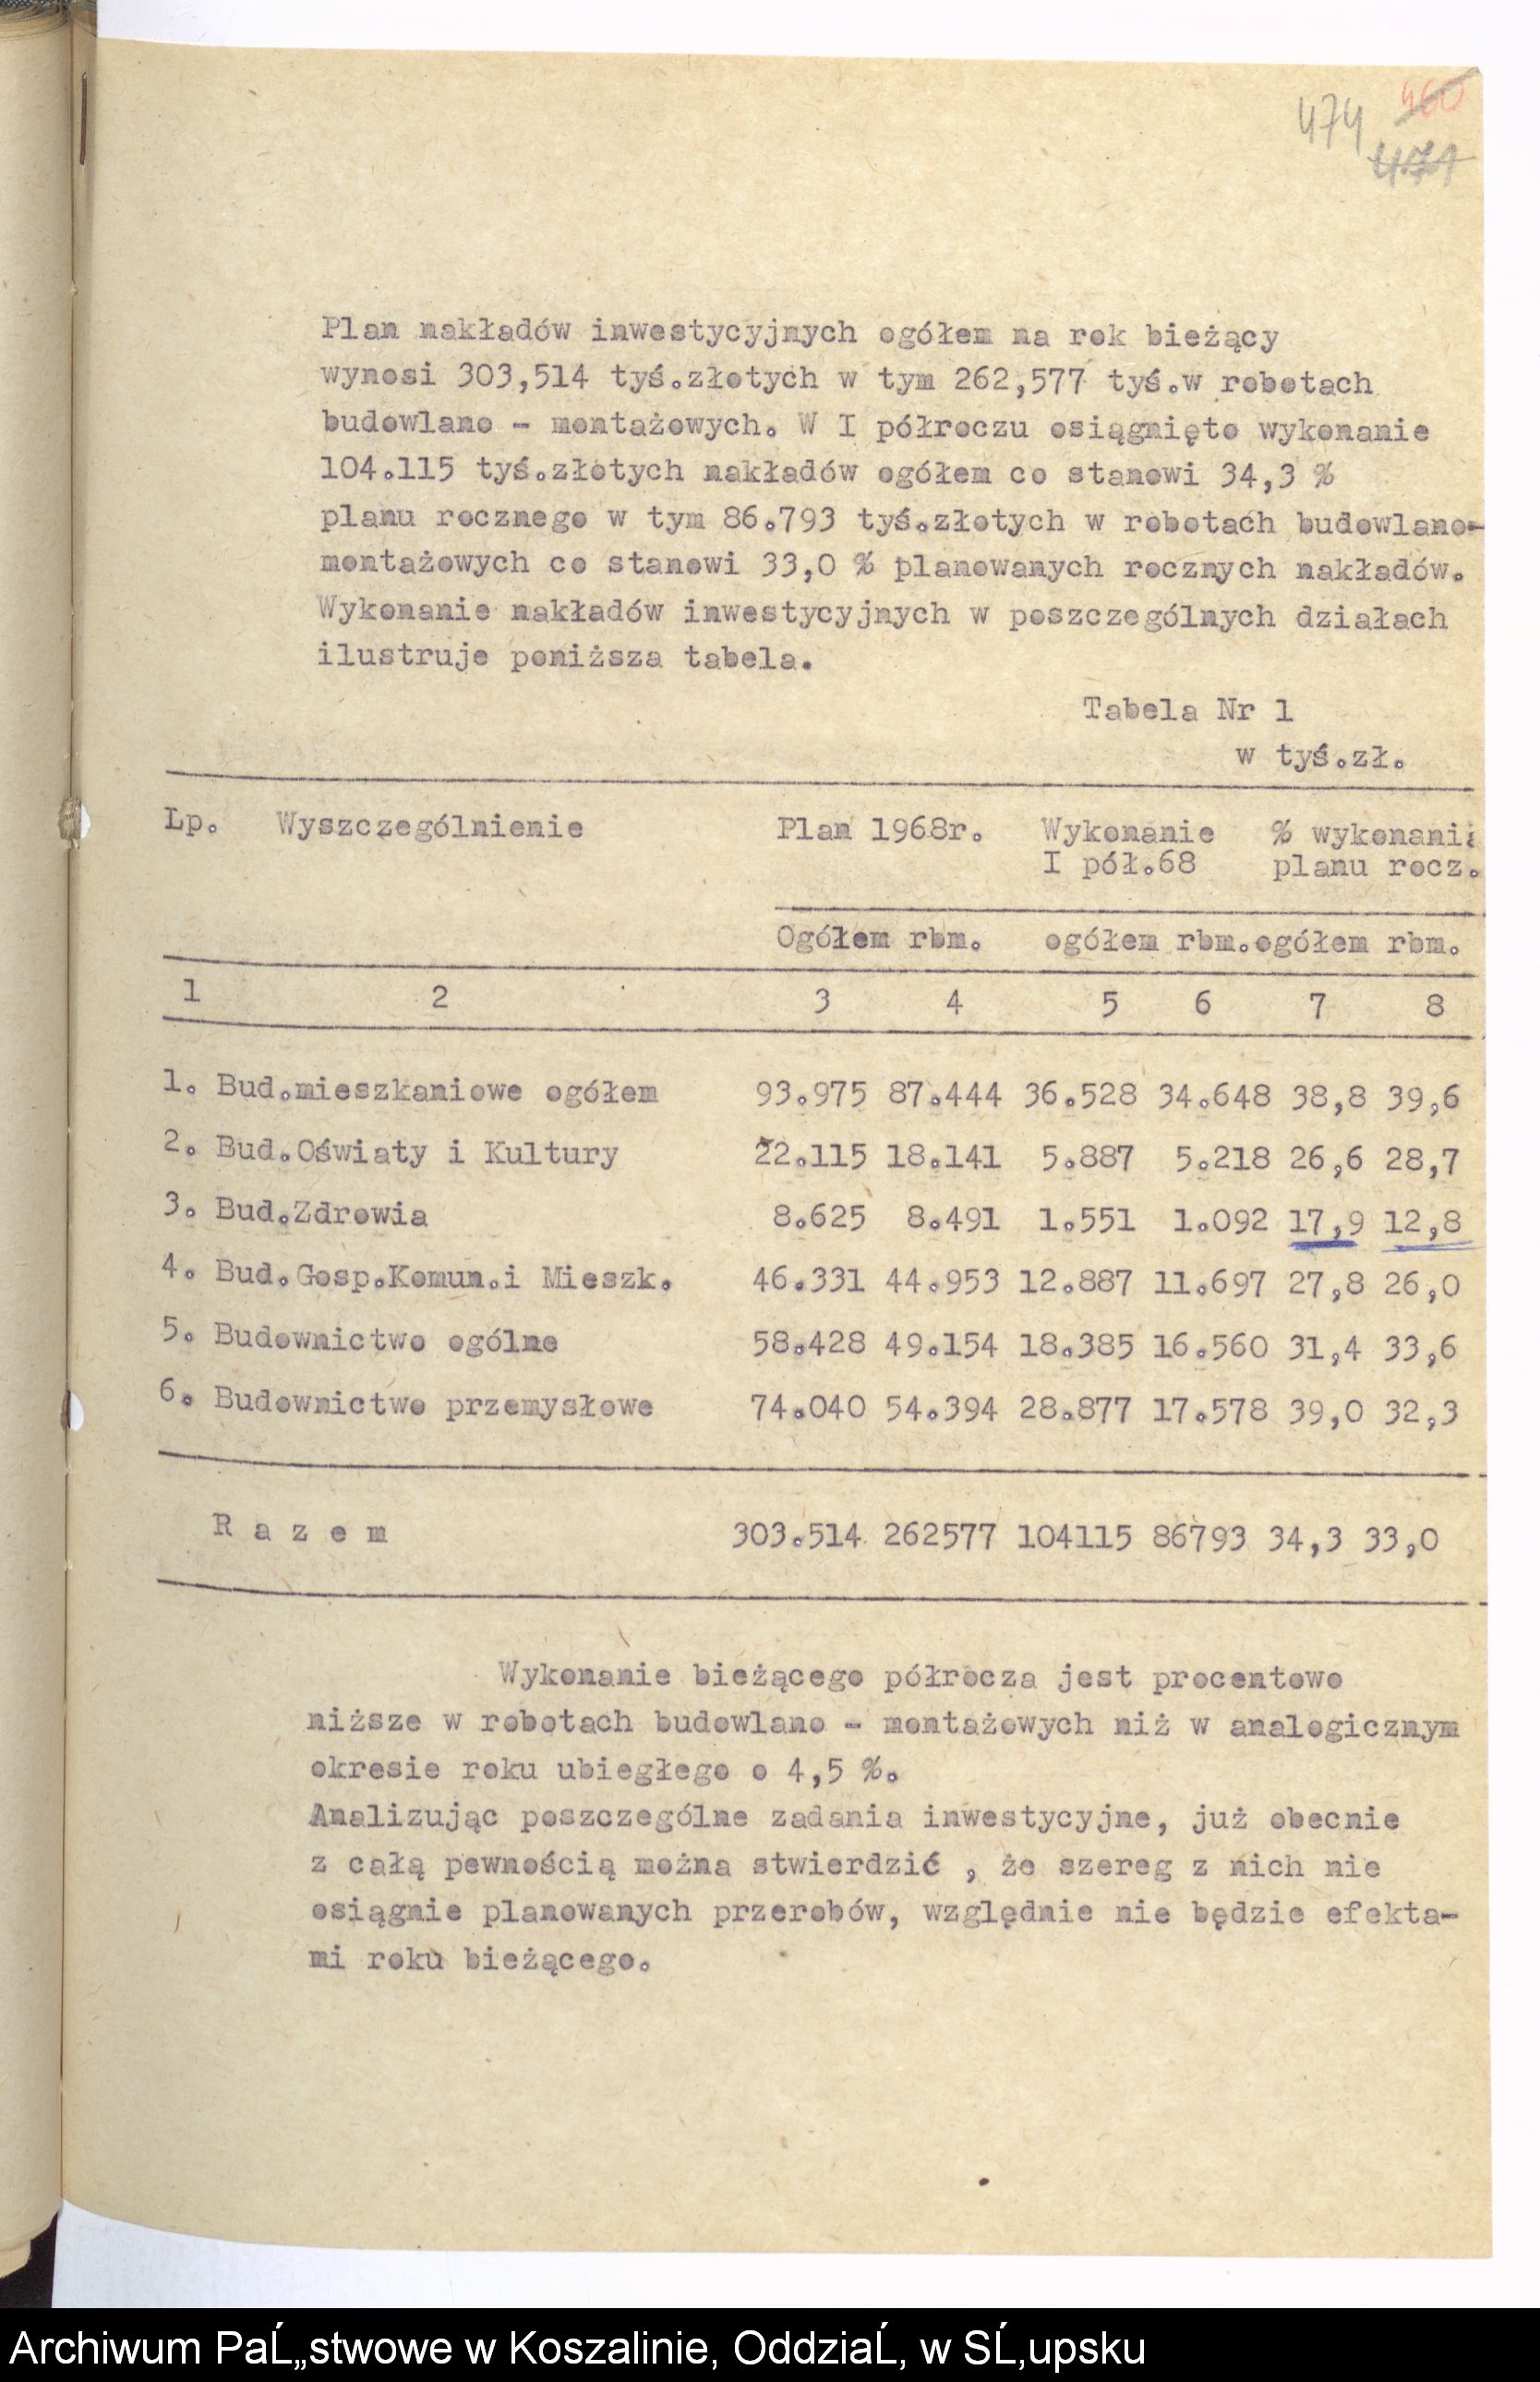 474 460
471
Plan nakładów inwestycyjnych ogółem na rok bieżący
wynosi 303,514 tyś.złotych w tym 262,577 tyś.w robotach
budowlano - montażowych. W I półroczu osiągnięto wykonanie
104.115 tyś.złotych nakładów ogółem co stanowi 34,3 %
planu rocznego w tym 86.793 tyś.złotych w robotach budowlano-
montażowych co stanowi 33,0 % planowanych rocznych nakładów.
Wykonanie nakładów inwestycyjnych w poszczególnych działach
ilustruje poniższa tabela.
Tabela Nr 1
w tyś.zł.
Lp. Wyszczególnienie Plan 1968r. Wykonanie % wykonania
I pół.68 planu rocz.
Ogółem rbm. ogółem rbm.ogółem rbm.
1 2 3 4 5 6 7 8
1. Bud.mieszkaniowe ogółem 93.975 87.444 36.528 34.648 38,8 39,6
2. Bud.Oświaty i Kultury 22.115 18.141 5.887 5.218 26,6 28,7
3. Bud.Zdrowia 8.625 8.491 1.551 1.092 17,9 12,8
4. Bud.Gosp.Komun.i Mieszk. 46.331 44.953 12.887 11.697 27,8 26,0
5. Budownictwo ogólne 58.428 49.154 18.385 16.560 31,4 33,6
6. Budownictwo przemysłowe 74.040 54.394 28.877 17.578 39,0 32,3
R a z e m 303.514 262577 104115 86793 34,3 33,0
Wykonanie bieżącego półrocza jest procentowo
niższe w robotach budowlano - montażowych niż w analogicznym
okresie roku ubiegłego o 4,5 %.
Analizując poszczególne zadania inwestycyjne, już obecnie
z całą pewnością można stwierdzić , że szereg z nich nie
osiągnie planowanych przerobów, względnie nie będzie efekta-
mi roku bieżącego.
Archiwum PaĹ„stwowe w Koszalinie, OddziaĹ‚ w SĹ‚upsku